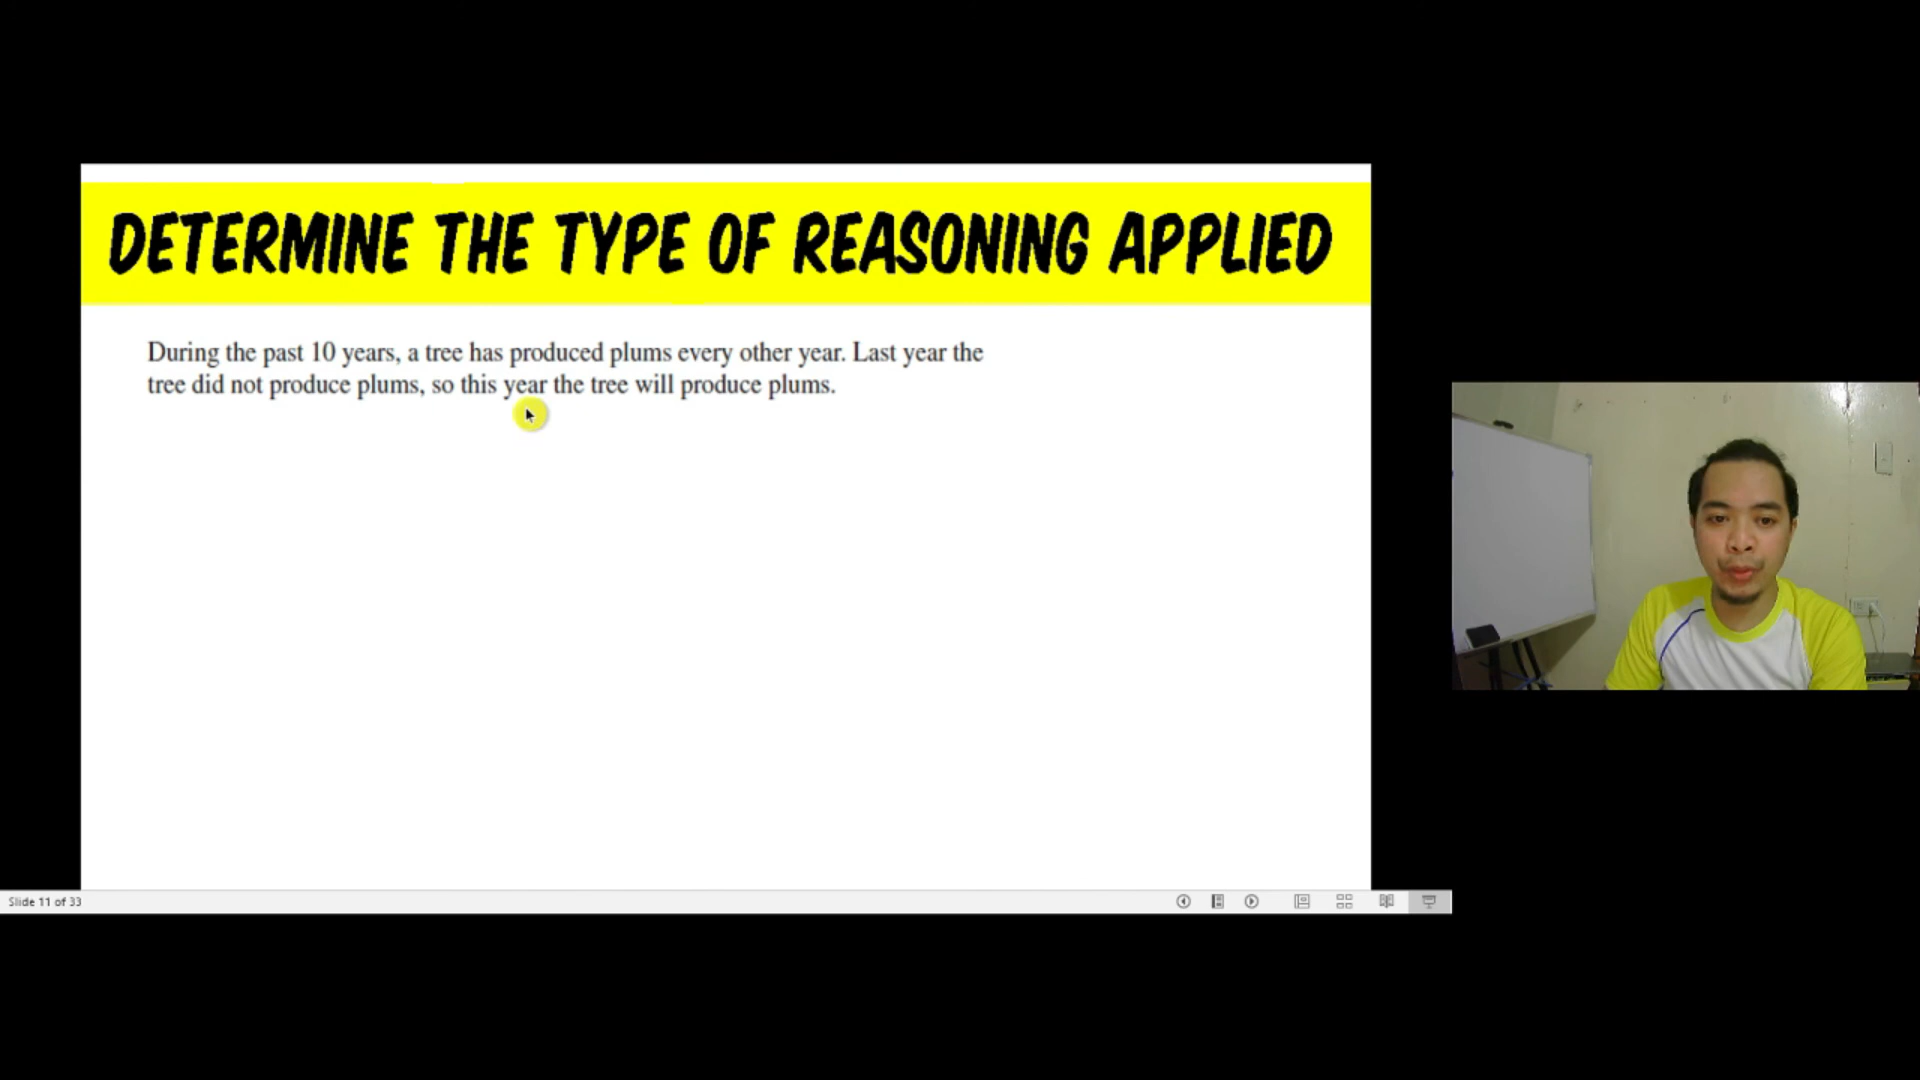 DETERMINE THE TYPE OF REASONING APPLIED
During the past 10 years, a tree has produced plums every other year. Last year the
tree did not produce plums, so this year the tree will produce plums.
Slide 11 of 33